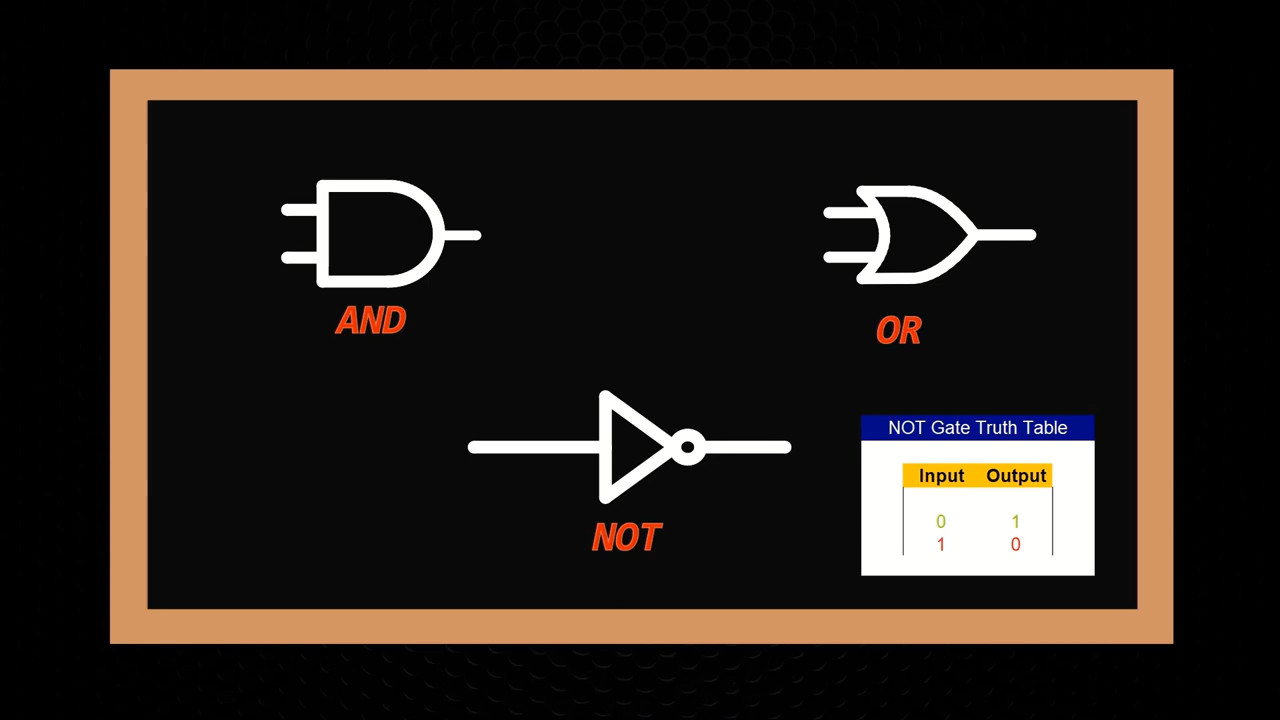 AND
OR
NOT
NOT Gate Truth Table
Input Output
0 1
1 0